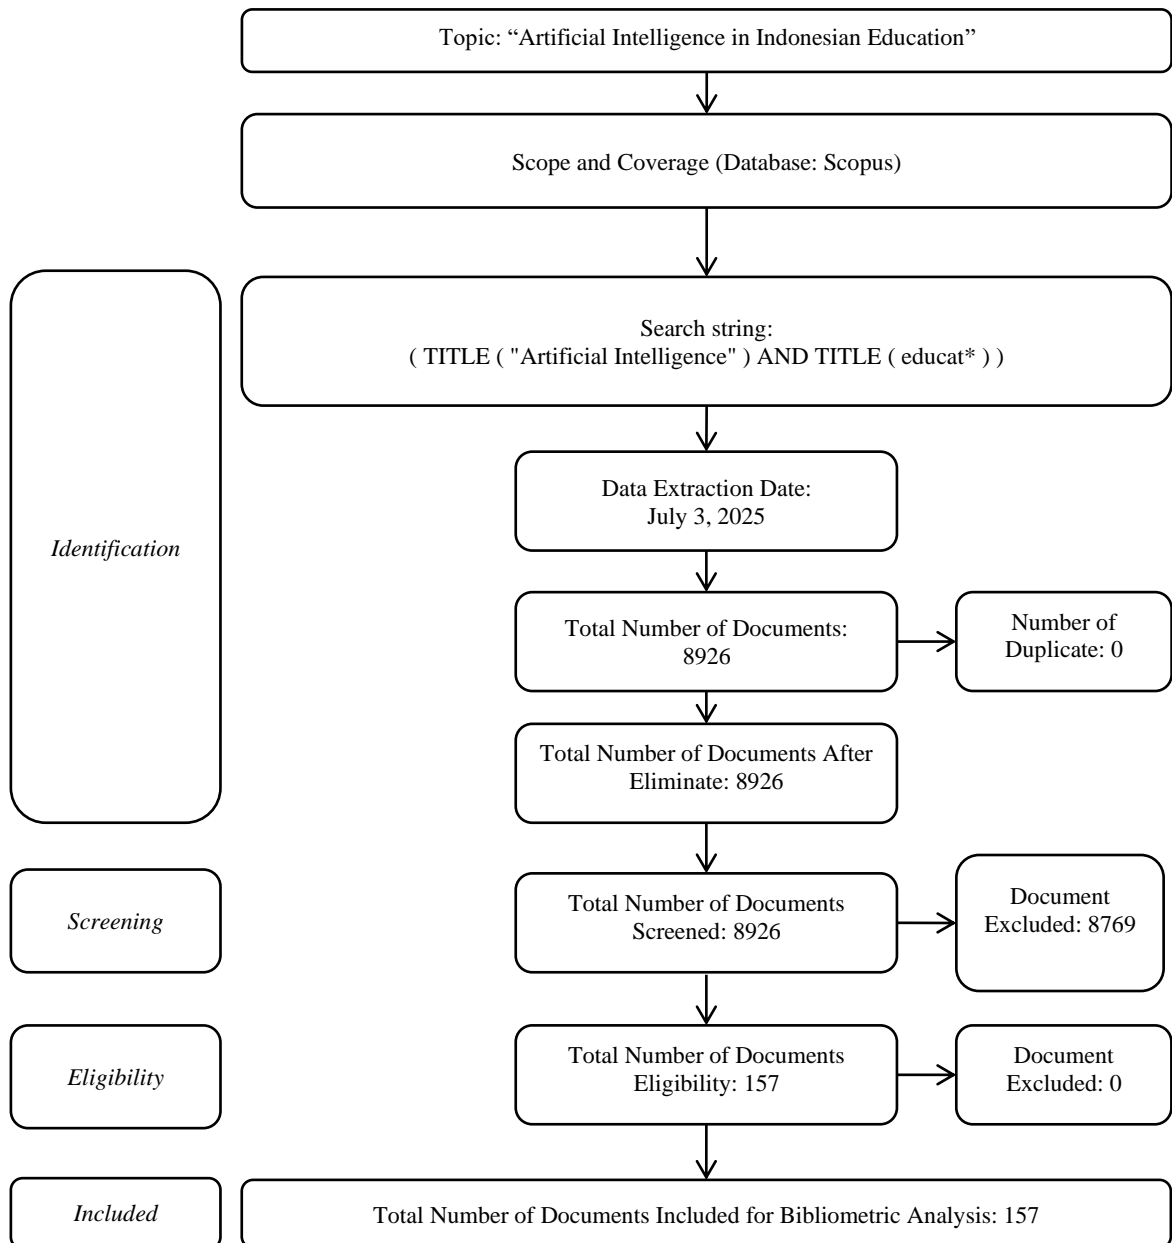 Topic: “Artificial Intelligence in Indonesian Education”
Scope and Coverage (Database: Scopus)
Search string:
( TITLE ( "Artificial Intelligence" ) AND TITLE ( educat* ) )
Identification
Data Extraction Date:
July 3, 2025
Total Number of Documents:
8926
Number of
Duplicate: 0
Total Number of Documents After
Eliminate: 8926
Screening
Total Number of Documents
Screened: 8926
Document
Excluded: 8769
Eligibility
Total Number of Documents
Eligibility: 157
Document
Excluded: 0
Included
Total Number of Documents Included for Bibliometric Analysis: 157